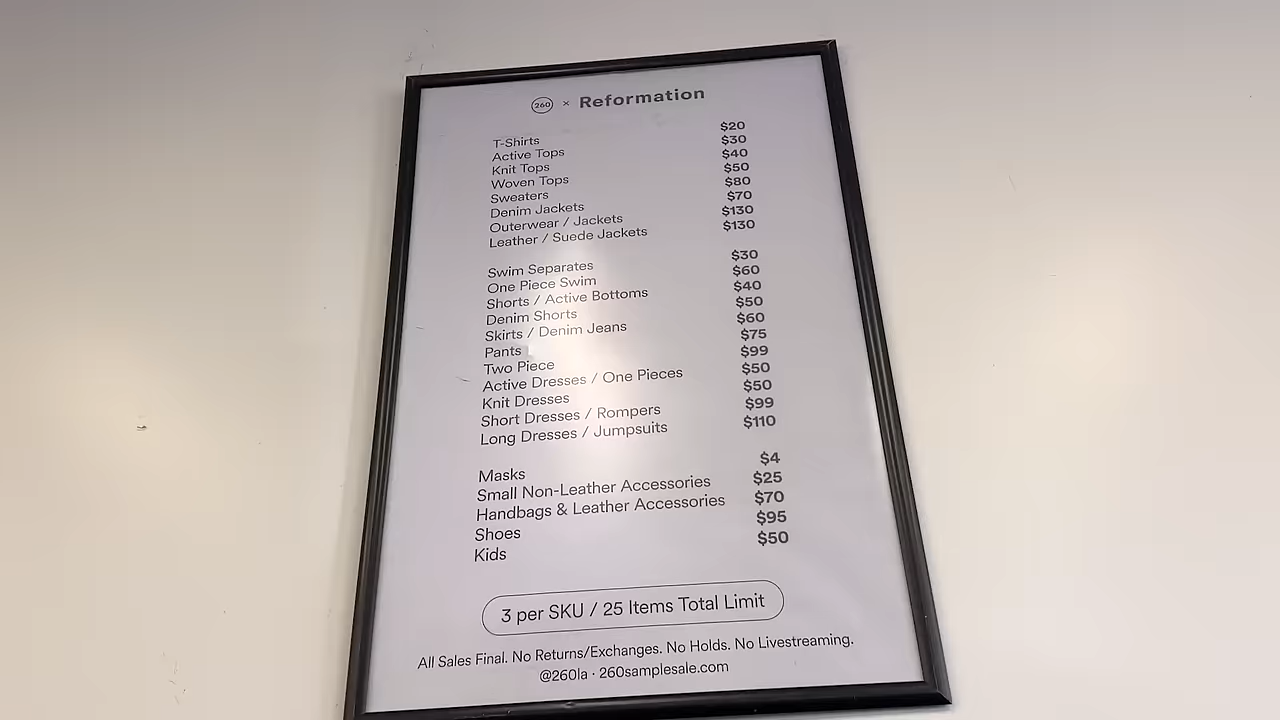 260 × Reformation
T-Shirts $20
Active Tops $30
Knit Tops $40
Woven Tops $50
Sweaters $80
Denim Jackets $70
Outerwear / Jackets $130
Leather / Suede Jackets $130
Swim Separates $30
One Piece Swim $60
Shorts / Active Bottoms $40
Denim Shorts $50
Skirts / Denim Jeans $60
Pants $75
Two Piece $99
Active Dresses / One Pieces $50
Knit Dresses $50
Short Dresses / Rompers $99
Long Dresses / Jumpsuits $110
Masks $4
Small Non-Leather Accessories $25
Handbags & Leather Accessories $70
Shoes $95
Kids $50
3 per SKU / 25 Items Total Limit
All Sales Final. No Returns/Exchanges. No Holds. No Livestreaming.
@260la · 260samplesale.com